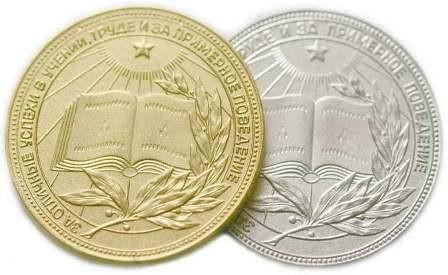 ЗА ОТЛИЧНЫЕ УСПЕХИ В УЧЕНИИ, ТРУДЕ И ЗА ПРИМЕРНОЕ ПОВЕДЕНИЕ
ТРУДЕ И ЗА ПРИМЕРНОЕ ПОВЕДЕНИЕ